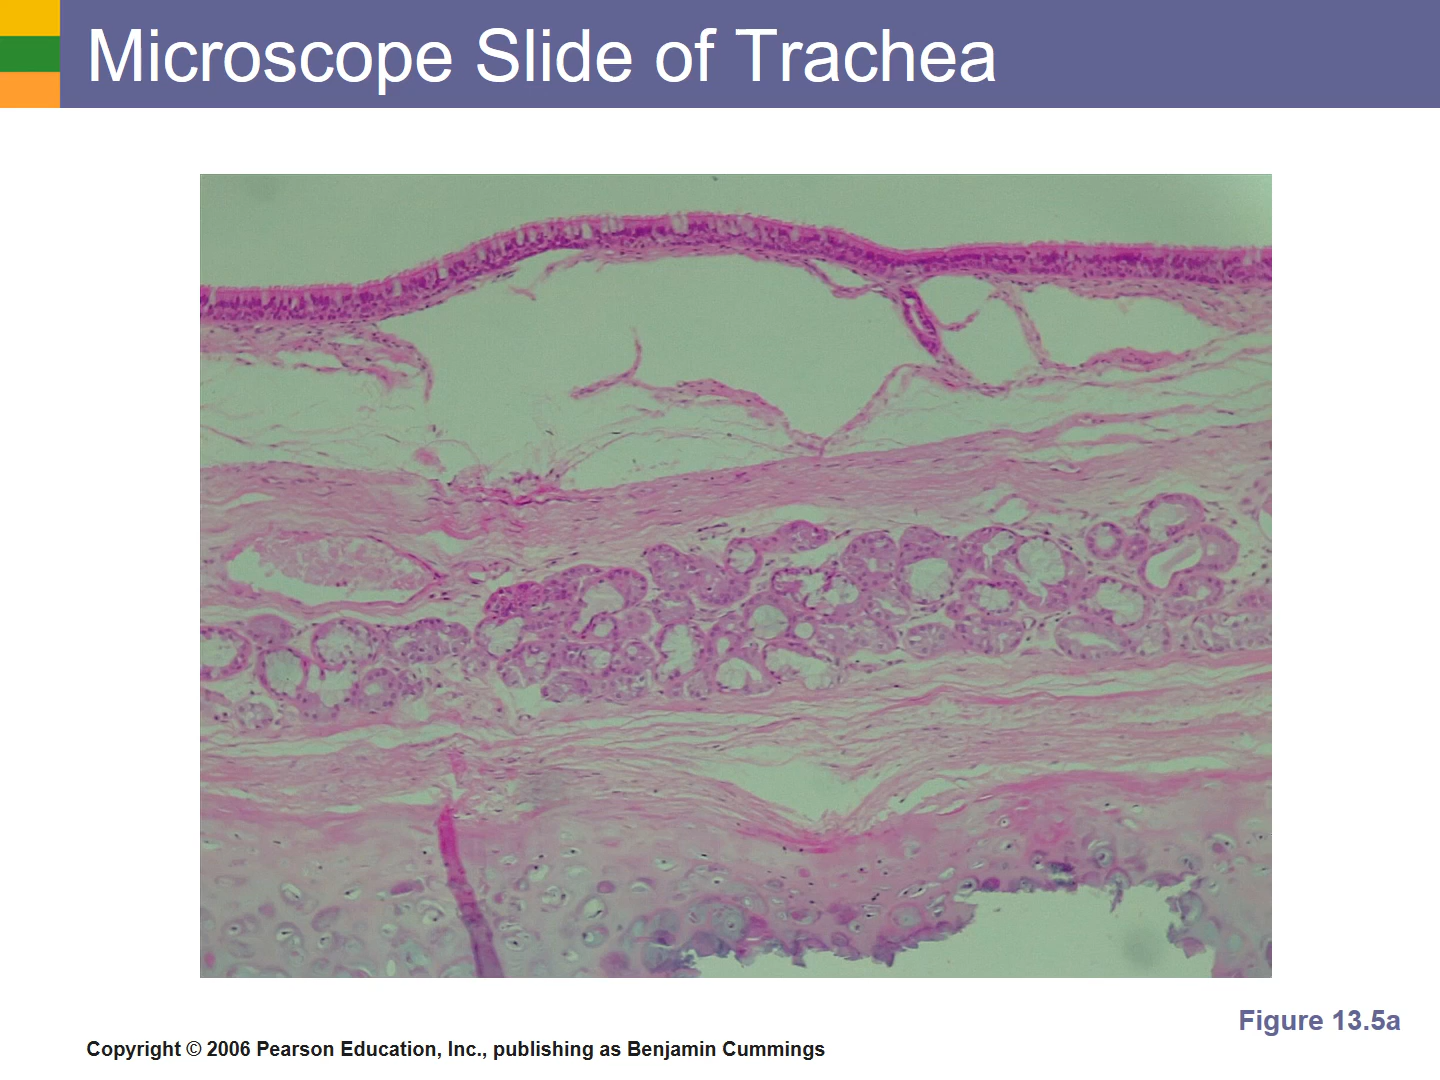 Microscope Slide of Trachea
Figure 13.5a
Copyright © 2006 Pearson Education, Inc., publishing as Benjamin Cummings